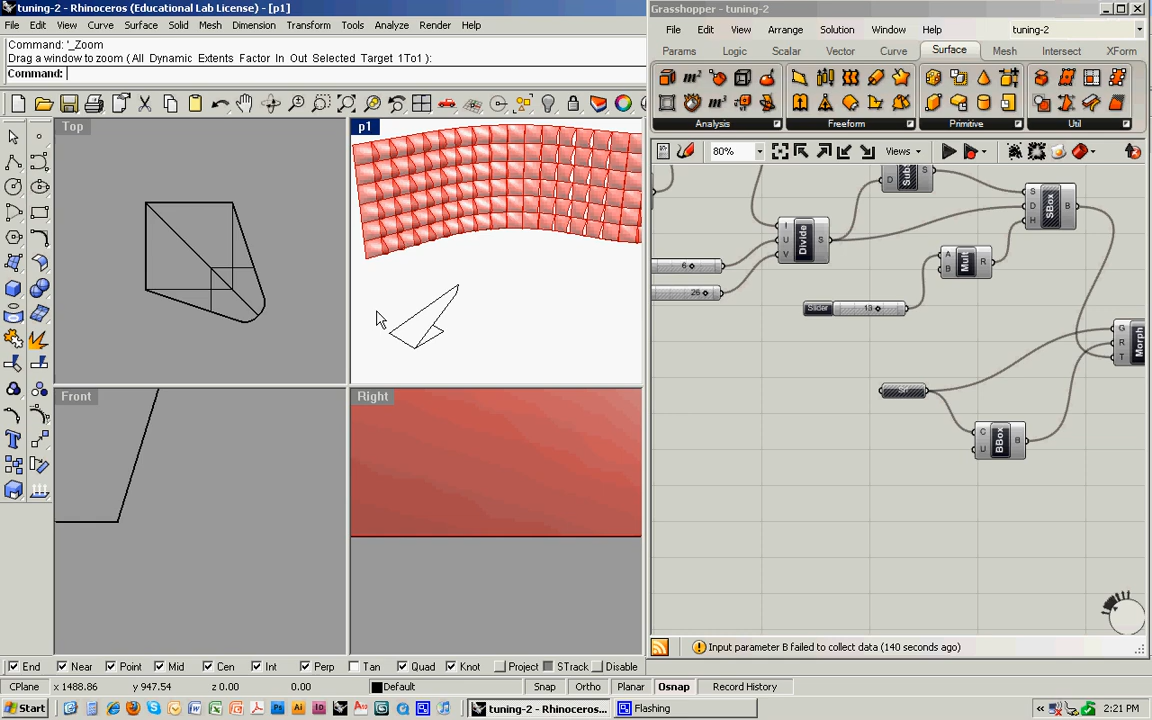 tuning-2 - Rhinoceros (Educational Lab License) - [p1]
File Edit View Curve Surface Solid Mesh Dimension Transform Tools Analyze Render Help
Command: '_Zoom
Drag a window to zoom ( All Dynamic Extents Factor In Out Selected Target 1To1 ):
Command:
Top
p1
Front
Right
End Near Point Mid Cen Int Perp Tan Quad Knot Project STrack Disable
CPlane x 1488.86 y 947.54 z 0.00 0.00 Default Snap Ortho Planar Osnap Record History
Grasshopper - tuning-2
File Edit View Arrange Solution Window Help tuning-2
Params Logic Scalar Vector Curve Surface Mesh Intersect XForm
Analysis Freeform Primitive Util
80% Views
D Sub S
S D H SBox B
I U V Divide S
A B Mult R
6
26
Slider 13
G R T Morph
Srf
C U BBox B
Input parameter B failed to collect data (140 seconds ago)
Start tuning-2 - Rhinoceros... Flashing 2:21 PM